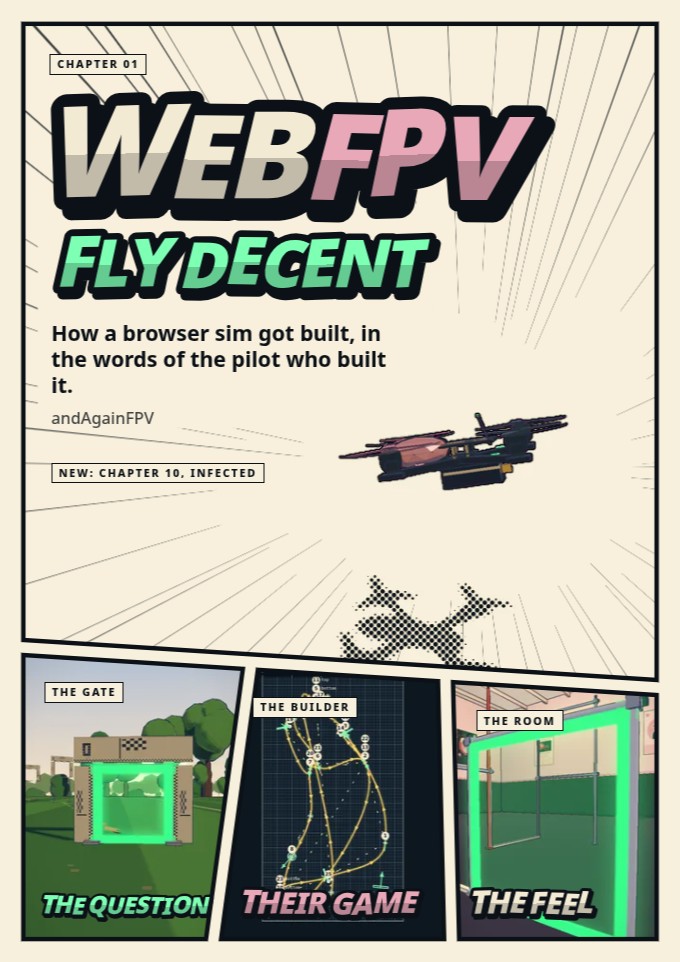 CHAPTER 01
WEBFPV
FLY DECENT
How a browser sim got built, in
the words of the pilot who built
it.
andAgainFPV
NEW: CHAPTER 10, INFECTED
THE GATE
THE BUILDER
THE ROOM
THE QUESTION
THEIR GAME
THE FEEL